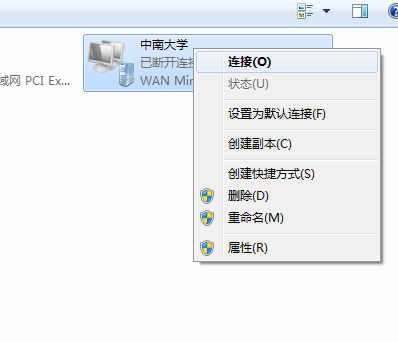 中南大学
已断开连接
WAN Min
域网 PCI Ex...
连接(O)
状态(U)
设置为默认连接(F)
创建副本(C)
创建快捷方式(S)
删除(D)
重命名(M)
属性(R)